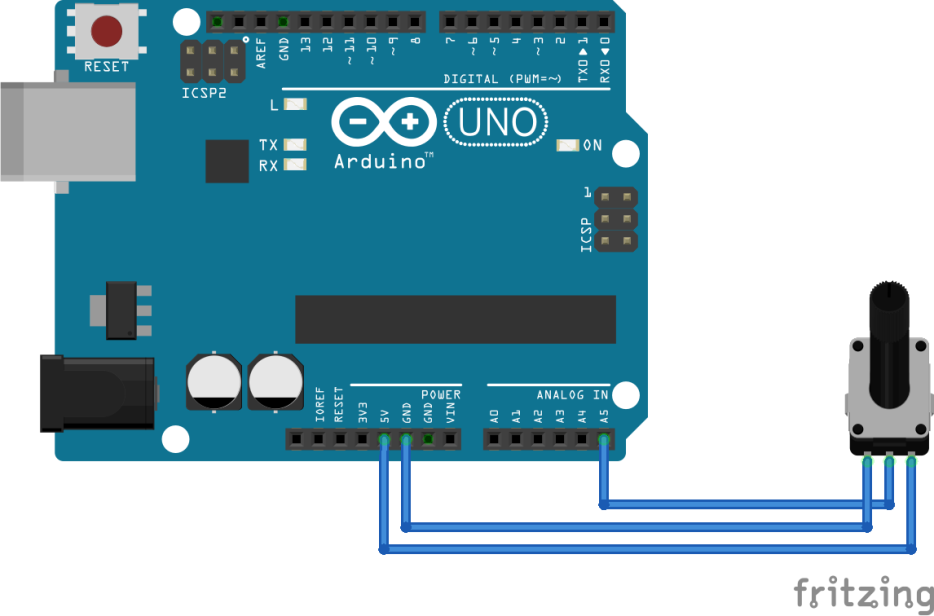 RESET
ICSP2
AREF
GND
13
12
~11
~10
~9
8
7
~6
~5
4
~3
2
TX0▶1
RX0◀0
DIGITAL (PWM=~)
L
TX
RX
Arduino™
UNO
ON
1
ICSP
POWER
ANALOG IN
IOREF
RESET
3V3
5V
GND
GND
VIN
A0
A1
A2
A3
A4
A5
fritzing